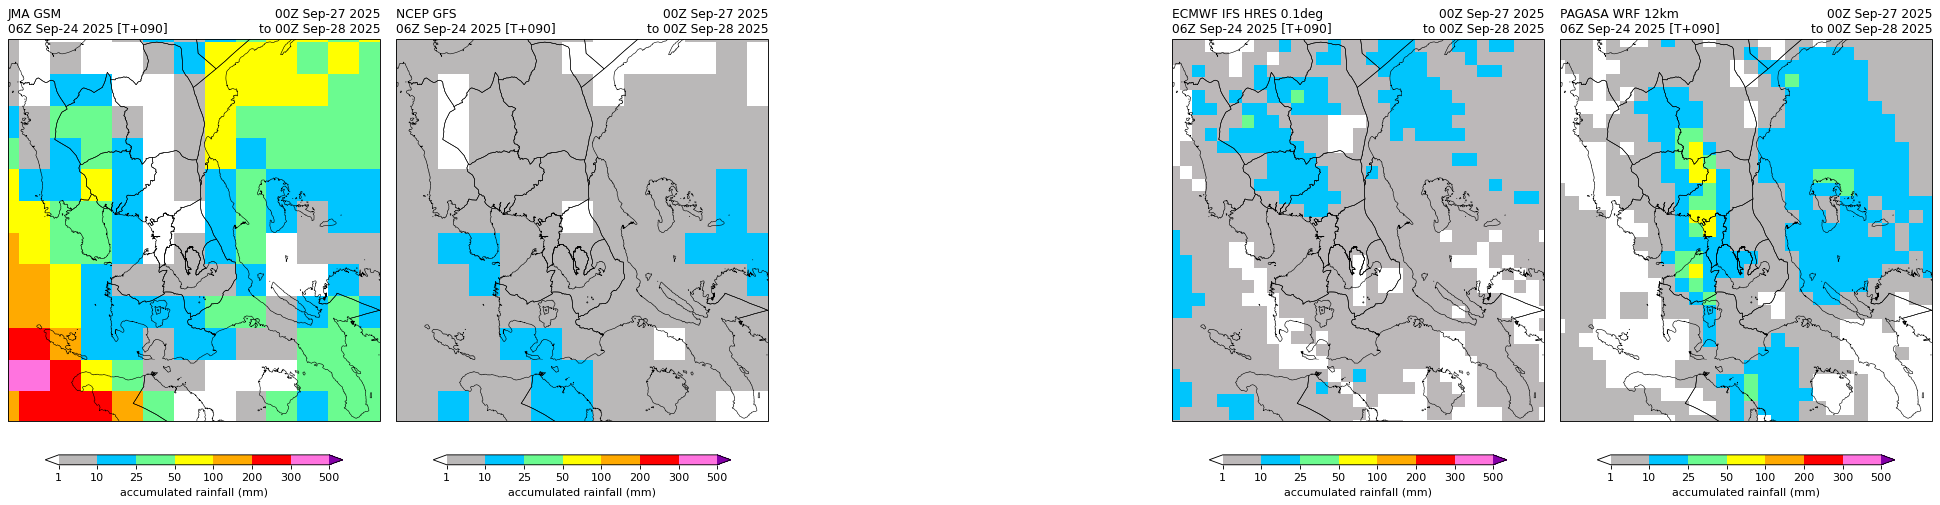 JMA GSM 00Z Sep-27 2025
06Z Sep-24 2025 [T+090] to 00Z Sep-28 2025
NCEP GFS 00Z Sep-27 2025
06Z Sep-24 2025 [T+090] to 00Z Sep-28 2025
ECMWF IFS HRES 0.1deg 00Z Sep-27 2025
06Z Sep-24 2025 [T+090] to 00Z Sep-28 2025
PAGASA WRF 12km 00Z Sep-27 2025
06Z Sep-24 2025 [T+090] to 00Z Sep-28 2025
1 10 25 50 100 200 300 500
accumulated rainfall (mm)
1 10 25 50 100 200 300 500
accumulated rainfall (mm)
1 10 25 50 100 200 300 500
accumulated rainfall (mm)
1 10 25 50 100 200 300 500
accumulated rainfall (mm)